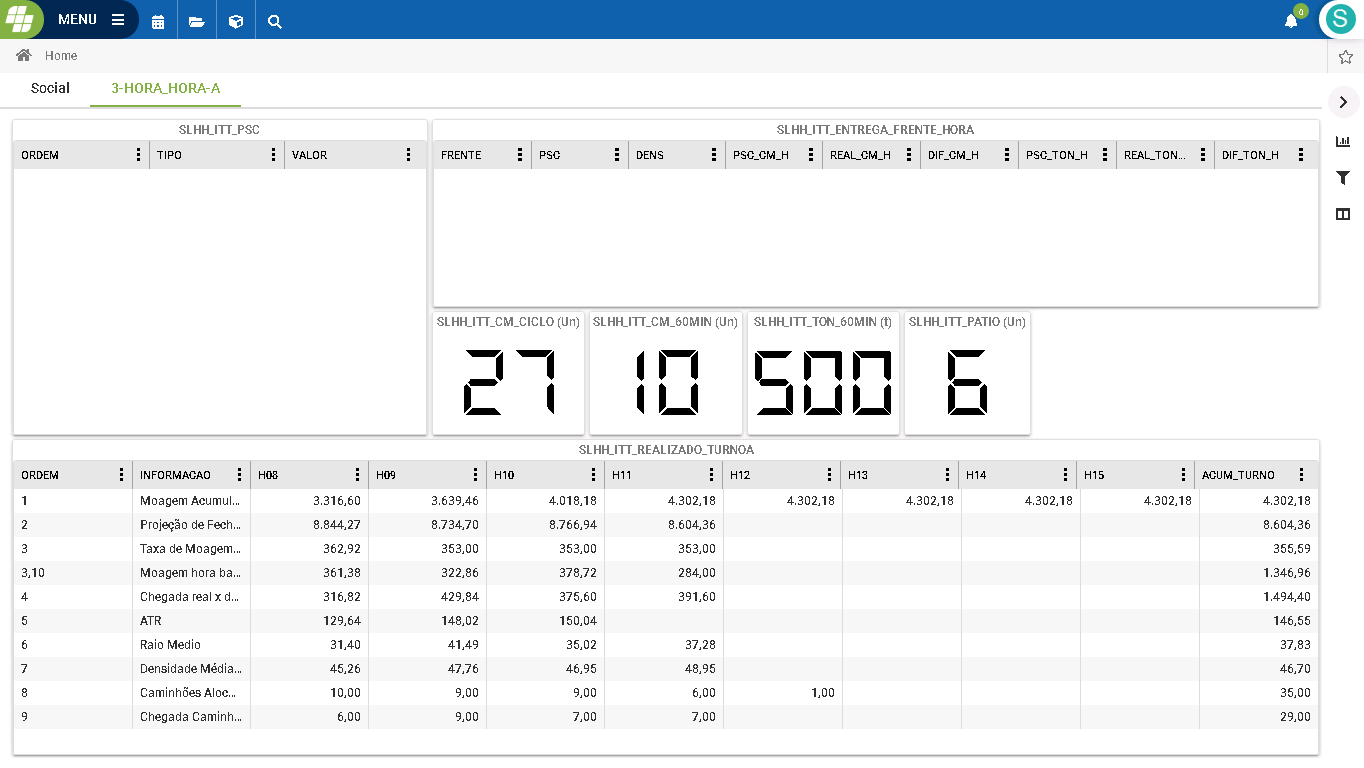 MENU
0
S
Home
Social 3-HORA_HORA-A
SLHH_ITT_PSC
ORDEM TIPO VALOR
SLHH_ITT_ENTREGA_FRENTE_HORA
FRENTE PSC DENS PSC_CM_H REAL_CM_H DIF_CM_H PSC_TON_H REAL_TON... DIF_TON_H
SLHH_ITT_CM_CICLO (Un) SLHH_ITT_CM_60MIN (Un) SLHH_ITT_TON_60MIN (t) SLHH_ITT_PATIO (Un)
27 10 500 6
SLHH_ITT_REALIZADO_TURNOA
ORDEM INFORMACAO H08 H09 H10 H11 H12 H13 H14 H15 ACUM_TURNO
1 Moagem Acumul... 3.316,60 3.639,46 4.018,18 4.302,18 4.302,18 4.302,18 4.302,18 4.302,18 4.302,18
2 Projeção de Fech... 8.844,27 8.734,70 8.766,94 8.604,36 8.604,36
3 Taxa de Moagem... 362,92 353,00 353,00 353,00 355,59
3,10 Moagem hora ba... 361,38 322,86 378,72 284,00 1.346,96
4 Chegada real x d... 316,82 429,84 375,60 391,60 1.494,40
5 ATR 129,64 148,02 150,04 146,55
6 Raio Medio 31,40 41,49 35,02 37,28 37,83
7 Densidade Média... 45,26 47,76 46,95 48,95 46,70
8 Caminhões Aloc... 10,00 9,00 9,00 6,00 1,00 35,00
9 Chegada Caminh... 6,00 9,00 7,00 7,00 29,00